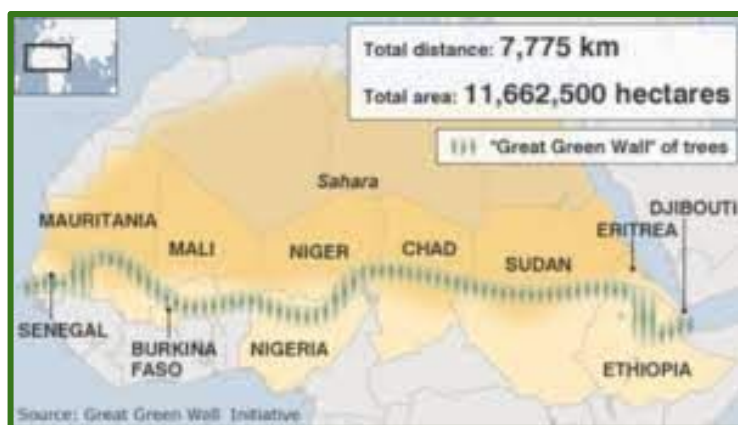 Total distance: 7,775 km
Total area: 11,662,500 hectares
"Great Green Wall" of trees
Sahara
DJIBOUTI
MAURITANIA
ERITREA
MALI
NIGER
CHAD
SUDAN
SENEGAL
BURKINA
FASO
NIGERIA
ETHIOPIA
Source: Great Green Wall Initiative